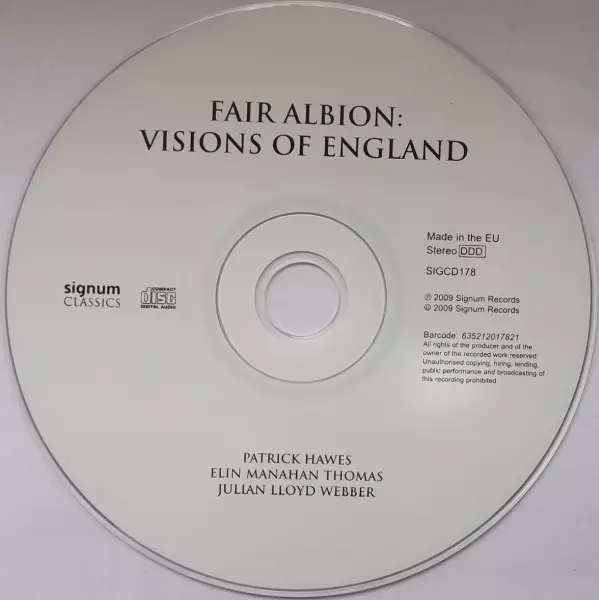 FAIR ALBION:
VISIONS OF ENGLAND
signum
CLASSICS
COMPACT
disc
DIGITAL AUDIO
Made in the EU
Stereo DDD
SIGCD178
℗ 2009 Signum Records
© 2009 Signum Records
Barcode: 635212017821
All rights of the producer and of the
owner of the recorded work reserved
Unauthorised copying, hiring, lending,
public performance and broadcasting of
this recording prohibited
PATRICK HAWES
ELIN MANAHAN THOMAS
JULIAN LLOYD WEBBER